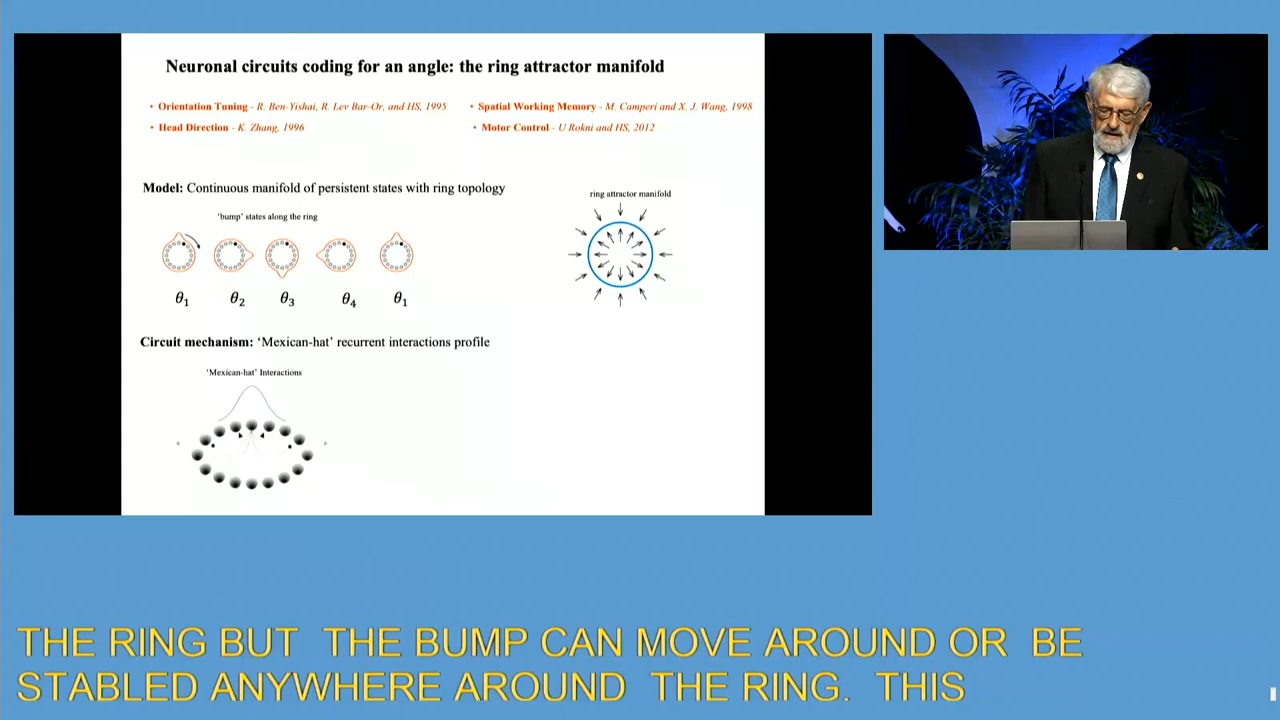 Neuronal circuits coding for an angle: the ring attractor manifold
• Orientation Tuning - R. Ben-Yishai, R. Lev Bar-Or, and HS, 1995
• Spatial Working Memory - M. Camperi and X. J. Wang, 1998
• Head Direction - K. Zhang, 1996
• Motor Control - U Rokni and HS, 2012
Model: Continuous manifold of persistent states with ring topology
ring attractor manifold
'bump' states along the ring
θ1 θ2 θ3 θ4 θ1
Circuit mechanism: 'Mexican-hat' recurrent interactions profile
'Mexican-hat' Interactions
THE RING BUT THE BUMP CAN MOVE AROUND OR BE
STABLED ANYWHERE AROUND THE RING. THIS